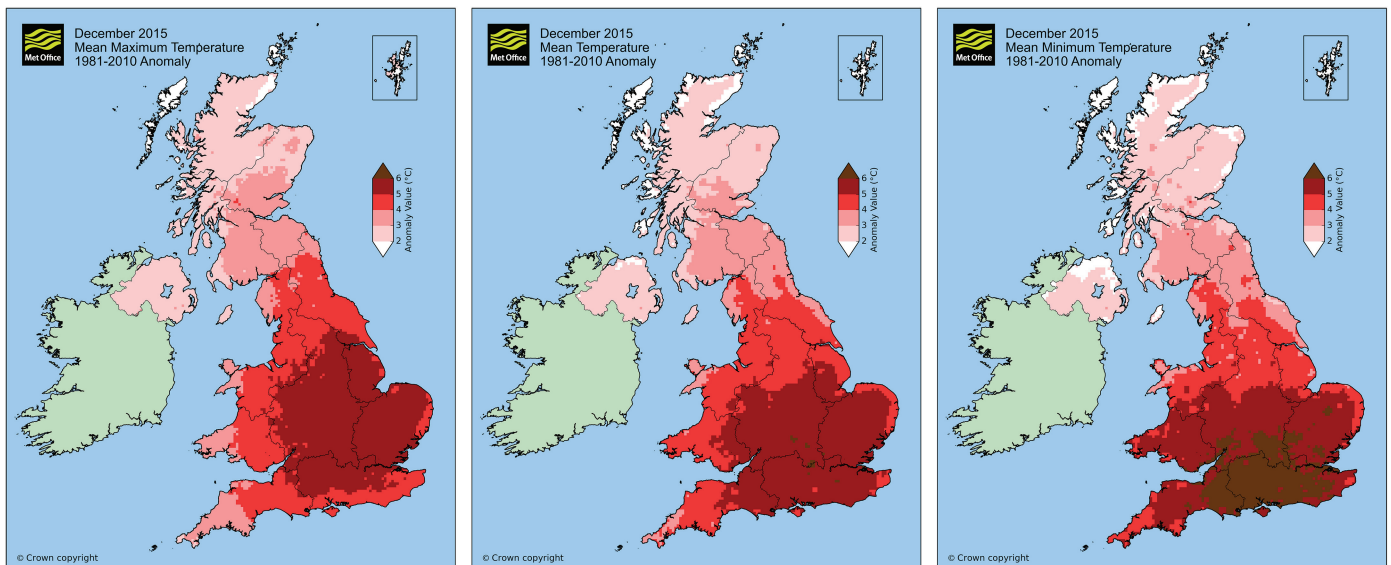 Met Office
December 2015
Mean Maximum Temperature
1981-2010 Anomaly
6
5
4
3
2
Anomaly Value (°C)
© Crown copyright
Met Office
December 2015
Mean Temperature
1981-2010 Anomaly
6
5
4
3
2
Anomaly Value (°C)
© Crown copyright
Met Office
December 2015
Mean Minimum Temperature
1981-2010 Anomaly
6
5
4
3
2
Anomaly Value (°C)
© Crown copyright